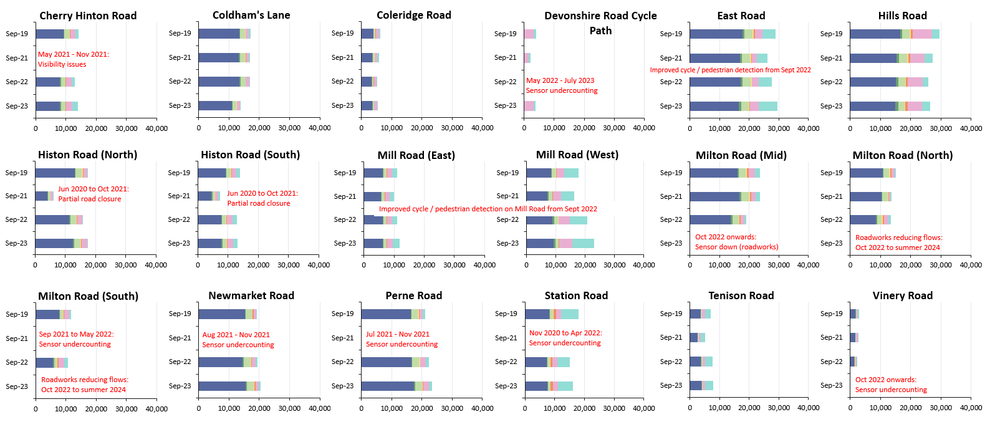 Cherry Hinton Road
Sep-19
May 2021 - Nov 2021:
Sep-21
Visibility issues
Sep-22
Sep-23
0 10,000 20,000 30,000 40,000
Coldham's Lane
Sep-19
Sep-21
Sep-22
Sep-23
0 10,000 20,000 30,000 40,000
Coleridge Road
Sep-19
Sep-21
Sep-22
Sep-23
0 10,000 20,000 30,000 40,000
Devonshire Road Cycle
Path
Sep-19
Sep-21
May 2022 - July 2023
Sep-22
Sensor undercounting
Sep-23
0 10,000 20,000 30,000 40,000
East Road
Sep-19
Sep-21
Improved cycle / pedestrian detection from Sept 2022
Sep-22
Sep-23
0 10,000 20,000 30,000 40,000
Hills Road
Sep-19
Sep-21
Sep-22
Sep-23
0 10,000 20,000 30,000 40,000
Histon Road (North)
Sep-19
Jun 2020 to Oct 2021:
Sep-21
Partial road closure
Sep-22
Sep-23
0 10,000 20,000 30,000 40,000
Histon Road (South)
Sep-19
Jun 2020 to Oct 2021:
Sep-21
Partial road closure
Sep-22
Sep-23
0 10,000 20,000 30,000 40,000
Mill Road (East)
Sep-19
Sep-21
Improved cycle / pedestrian detection on Mill Road from Sept 2022
Sep-22
Sep-23
0 10,000 20,000 30,000 40,000
Mill Road (West)
Sep-19
Sep-21
Sep-22
Sep-23
0 10,000 20,000 30,000 40,000
Milton Road (Mid)
Sep-19
Sep-21
Sep-22
Oct 2022 onwards:
Sep-23
Sensor down (roadworks)
0 10,000 20,000 30,000 40,000
Milton Road (North)
Sep-19
Sep-21
Sep-22
Roadworks reducing flows:
Sep-23
Oct 2022 to summer 2024
0 10,000 20,000 30,000 40,000
Milton Road (South)
Sep-19
Sep 2021 to May 2022:
Sep-21
Sensor undercounting
Sep-22
Roadworks reducing flows:
Sep-23
Oct 2022 to summer 2024
0 10,000 20,000 30,000 40,000
Newmarket Road
Sep-19
Aug 2021 - Nov 2021
Sep-21
Sensor undercounting
Sep-22
Sep-23
0 10,000 20,000 30,000 40,000
Perne Road
Sep-19
Jul 2021 - Nov 2021
Sep-21
Sensor undercounting
Sep-22
Sep-23
0 10,000 20,000 30,000 40,000
Station Road
Sep-19
Nov 2020 to Apr 2022:
Sep-21
Sensor undercounting
Sep-22
Sep-23
0 10,000 20,000 30,000 40,000
Tenison Road
Sep-19
Sep-21
Sep-22
Sep-23
0 10,000 20,000 30,000 40,000
Vinery Road
Sep-19
Sep-21
Sep-22
Oct 2022 onwards:
Sep-23
Sensor undercounting
0 10,000 20,000 30,000 40,000